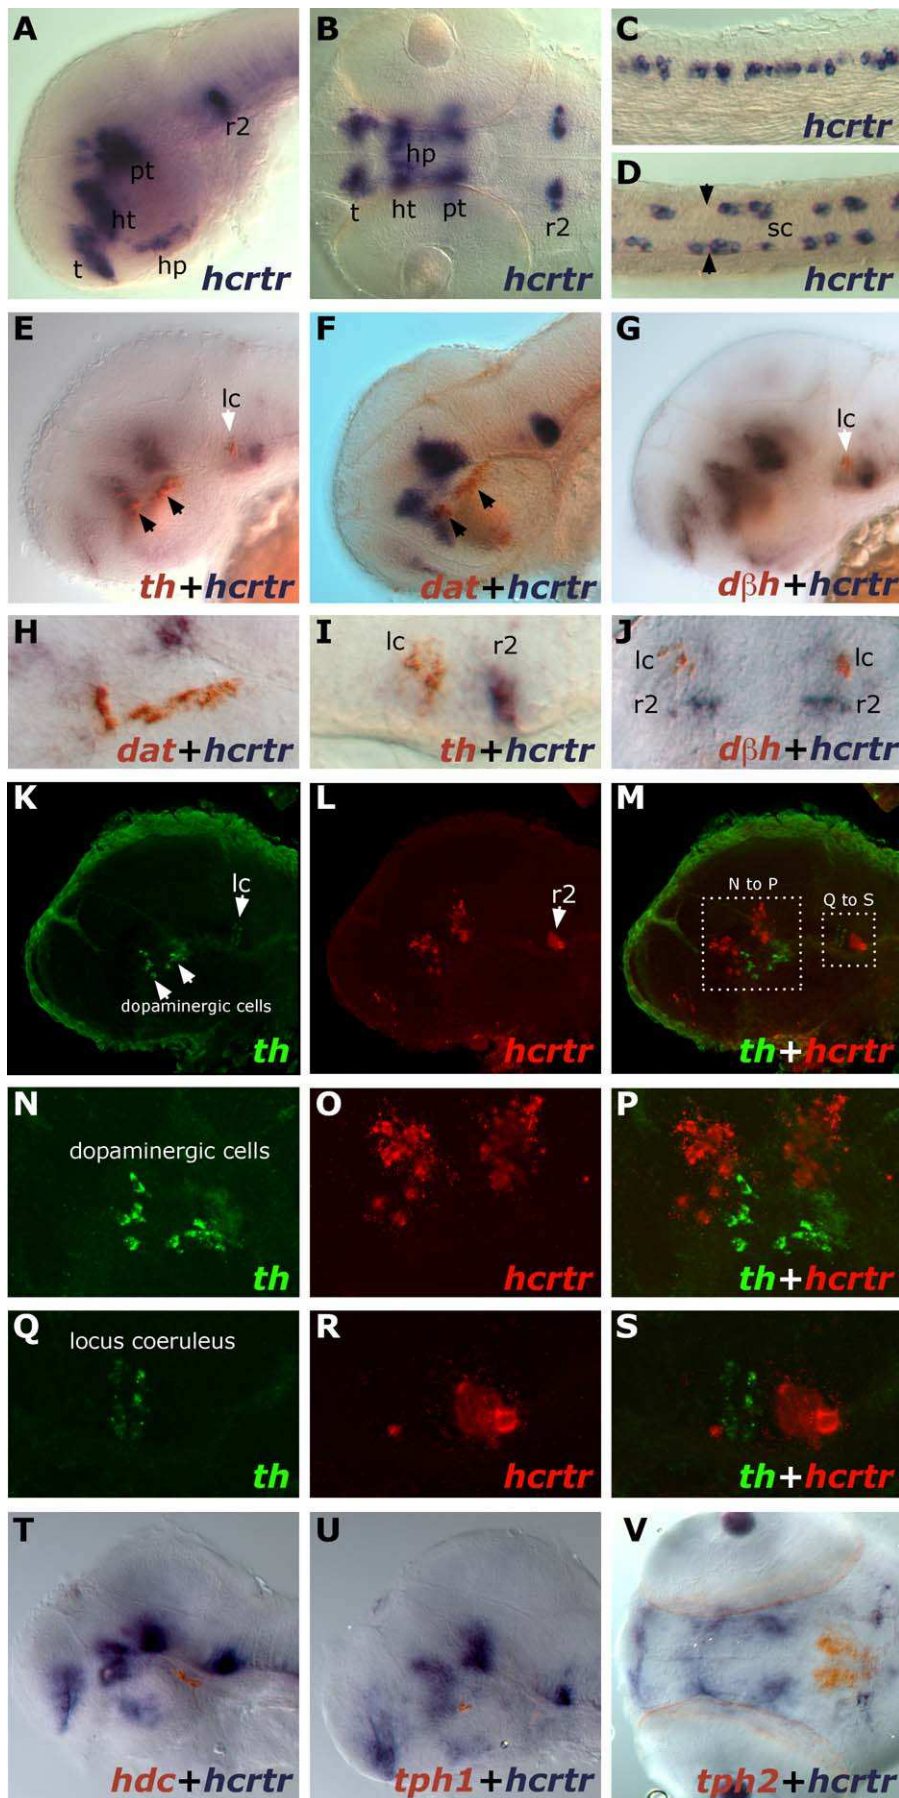 A
r2
pt
ht
t
hp
hcrtr
B
hp
t ht pt r2
hcrtr
C
hcrtr
D
sc
hcrtr
E
lc
th+hcrtr
F
dat+hcrtr
G
lc
dβh+hcrtr
H
dat+hcrtr
I
lc r2
th+hcrtr
J
lc lc
r2 r2
dβh+hcrtr
K
lc
dopaminergic cells
th
L
r2
hcrtr
M
N to P
Q to S
th+hcrtr
N
dopaminergic cells
th
O
hcrtr
P
th+hcrtr
Q
locus coeruleus
th
R
hcrtr
S
th+hcrtr
T
hdc+hcrtr
U
tph1+hcrtr
V
tph2+hcrtr